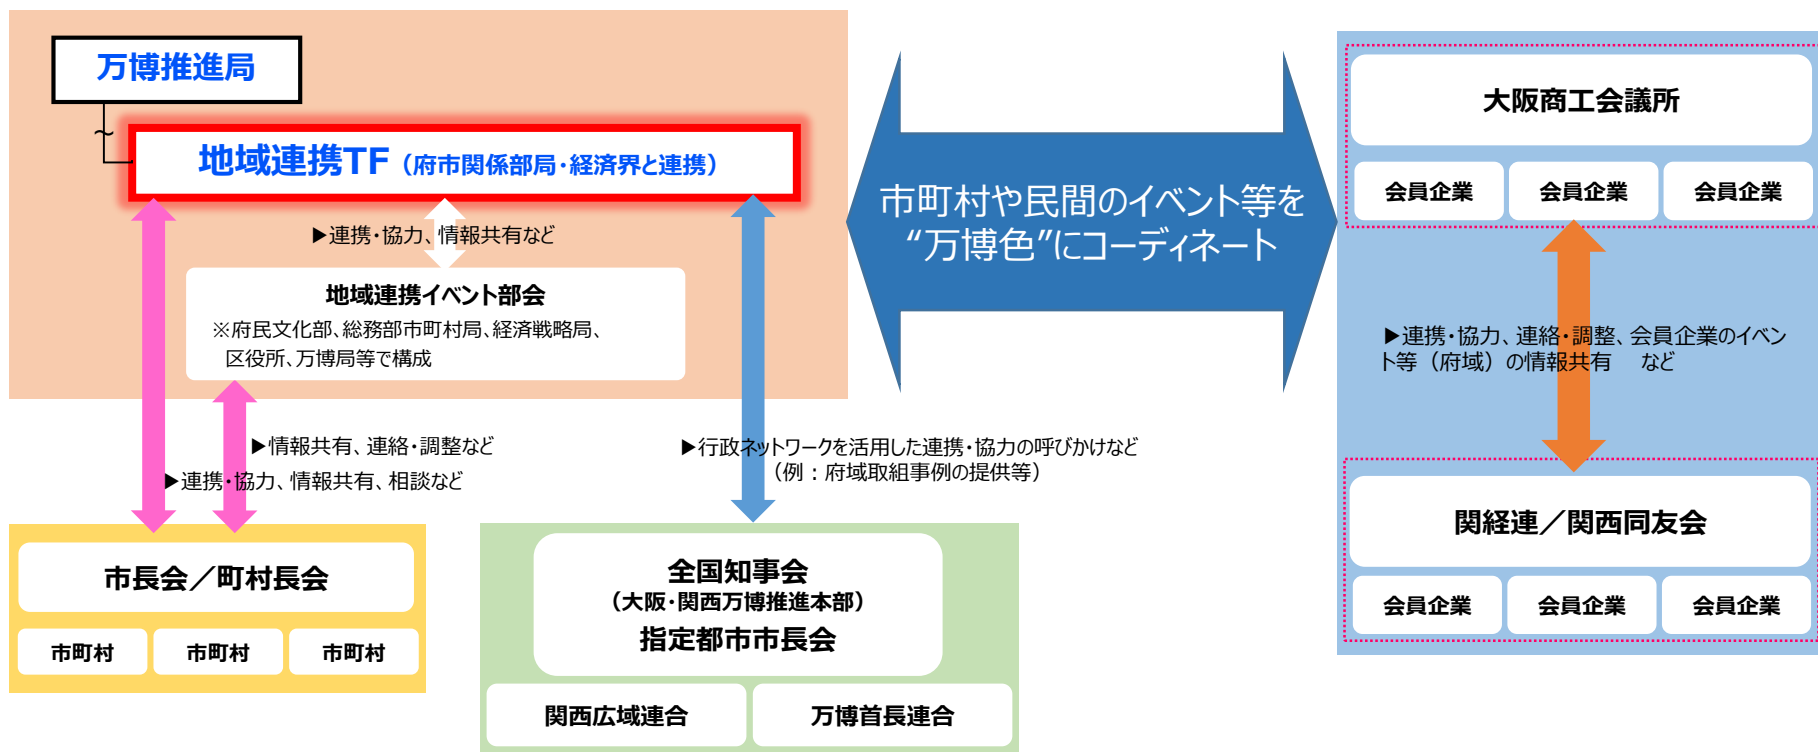 万博推進局
～
地域連携TF（府市関係部局・経済界と連携）
▶連携・協力、情報共有など
地域連携イベント部会
※府民文化部、総務部市町村局、経済戦略局、
区役所、万博局等で構成
▶情報共有、連絡・調整など
▶連携・協力、情報共有、相談など
▶行政ネットワークを活用した連携・協力の呼びかけなど
（例：府域取組事例の提供等）
市長会／町村長会
市町村
市町村
市町村
全国知事会
（大阪・関西万博推進本部）
指定都市市長会
関西広域連合
万博首長連合
市町村や民間のイベント等を
“万博色”にコーディネート
大阪商工会議所
会員企業
会員企業
会員企業
▶連携・協力、連絡・調整、会員企業のイベン
ト等（府域）の情報共有　など
関経連／関西同友会
会員企業
会員企業
会員企業